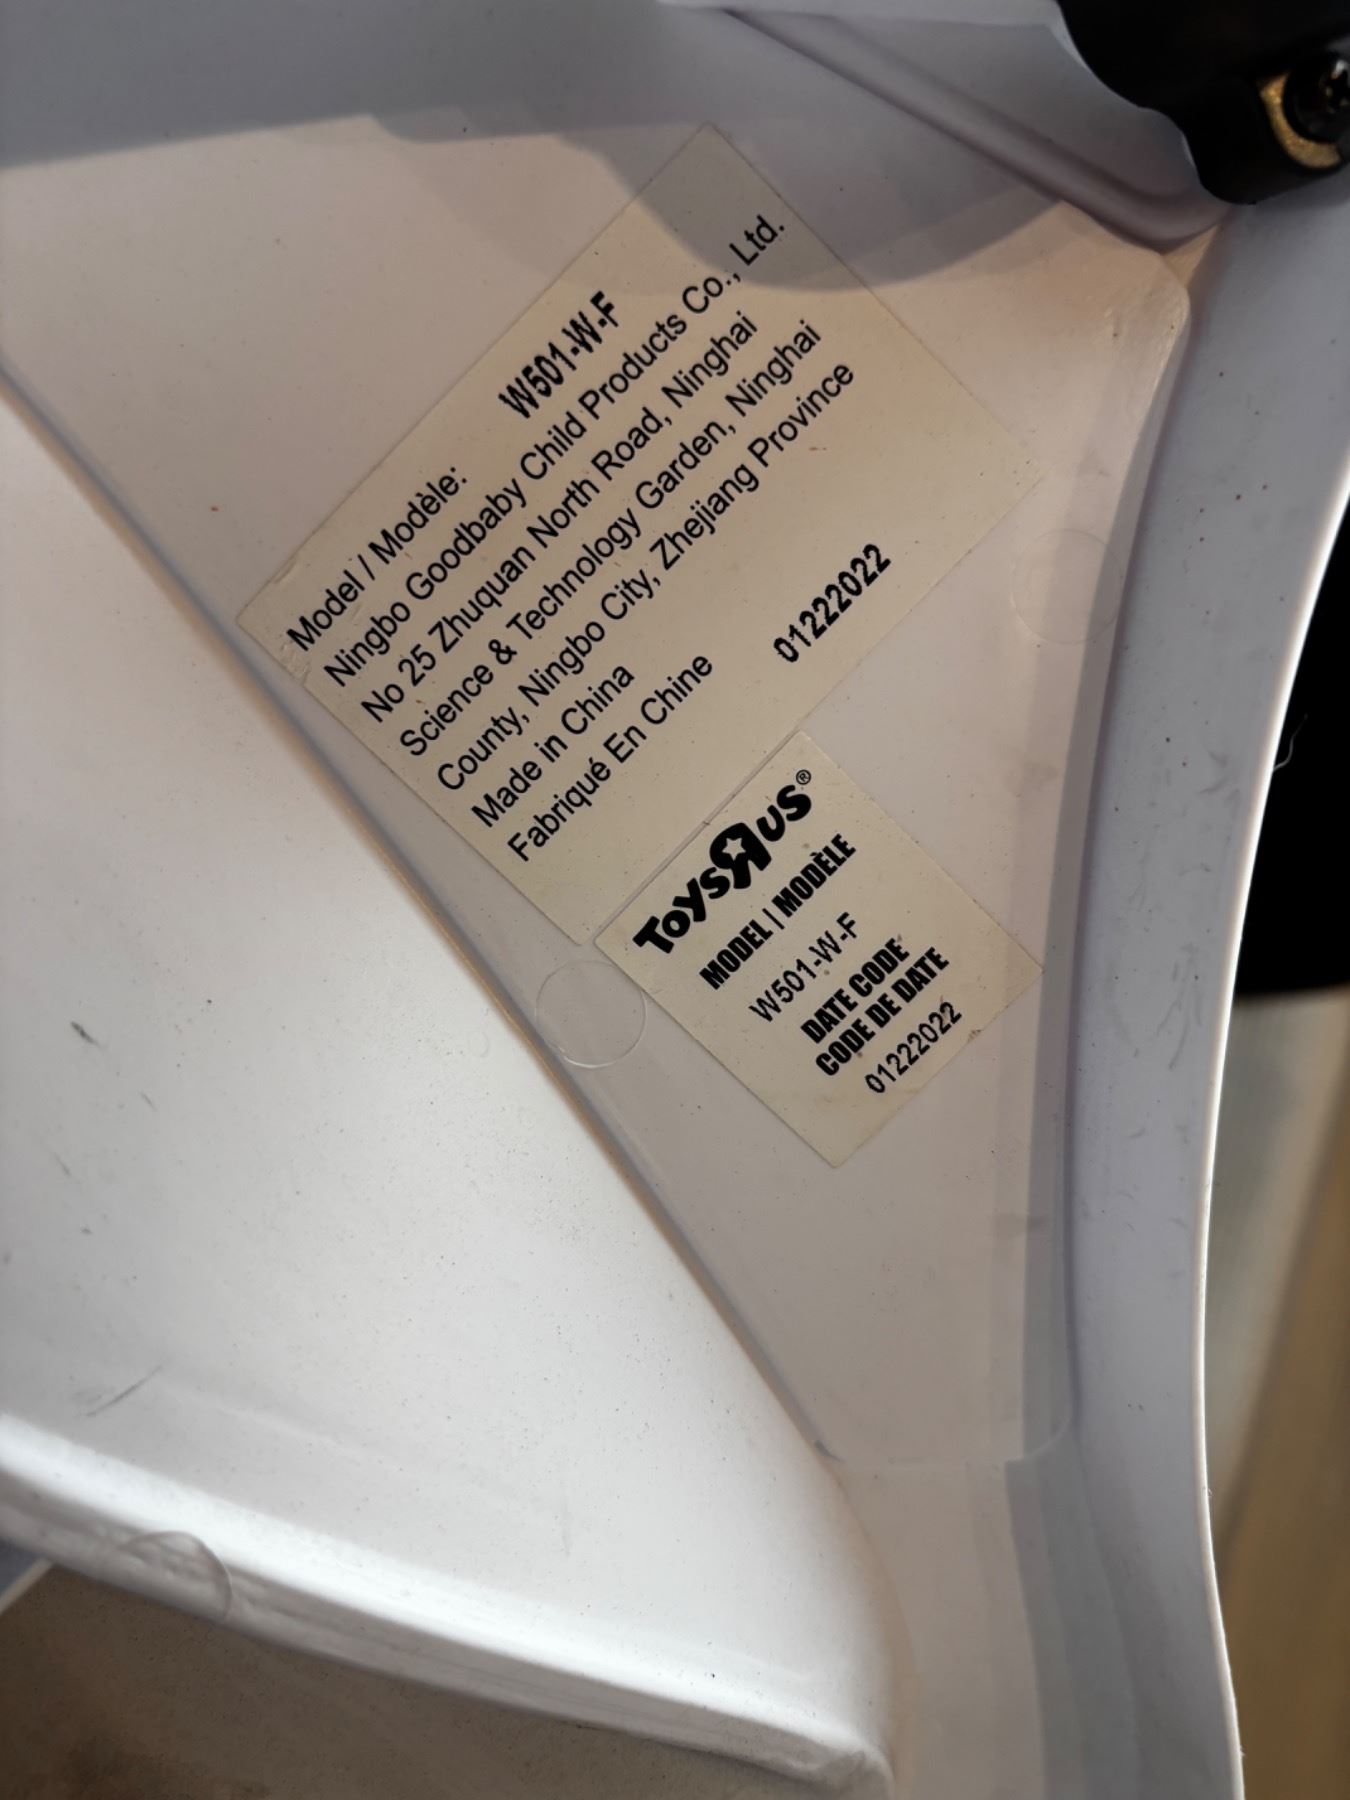 Model / Modèle: W501-W-F
Ningbo Goodbaby Child Products Co., Ltd.
No 25 Zhuquan North Road, Ninghai
Science & Technology Garden, Ninghai
County, Ningbo City, Zhejiang Province
Made in China
Fabriqué En Chine 01222022
ToysЯus®
MODEL | MODÈLE
W501-W-F
DATE CODE
CODE DE DATE
01222022